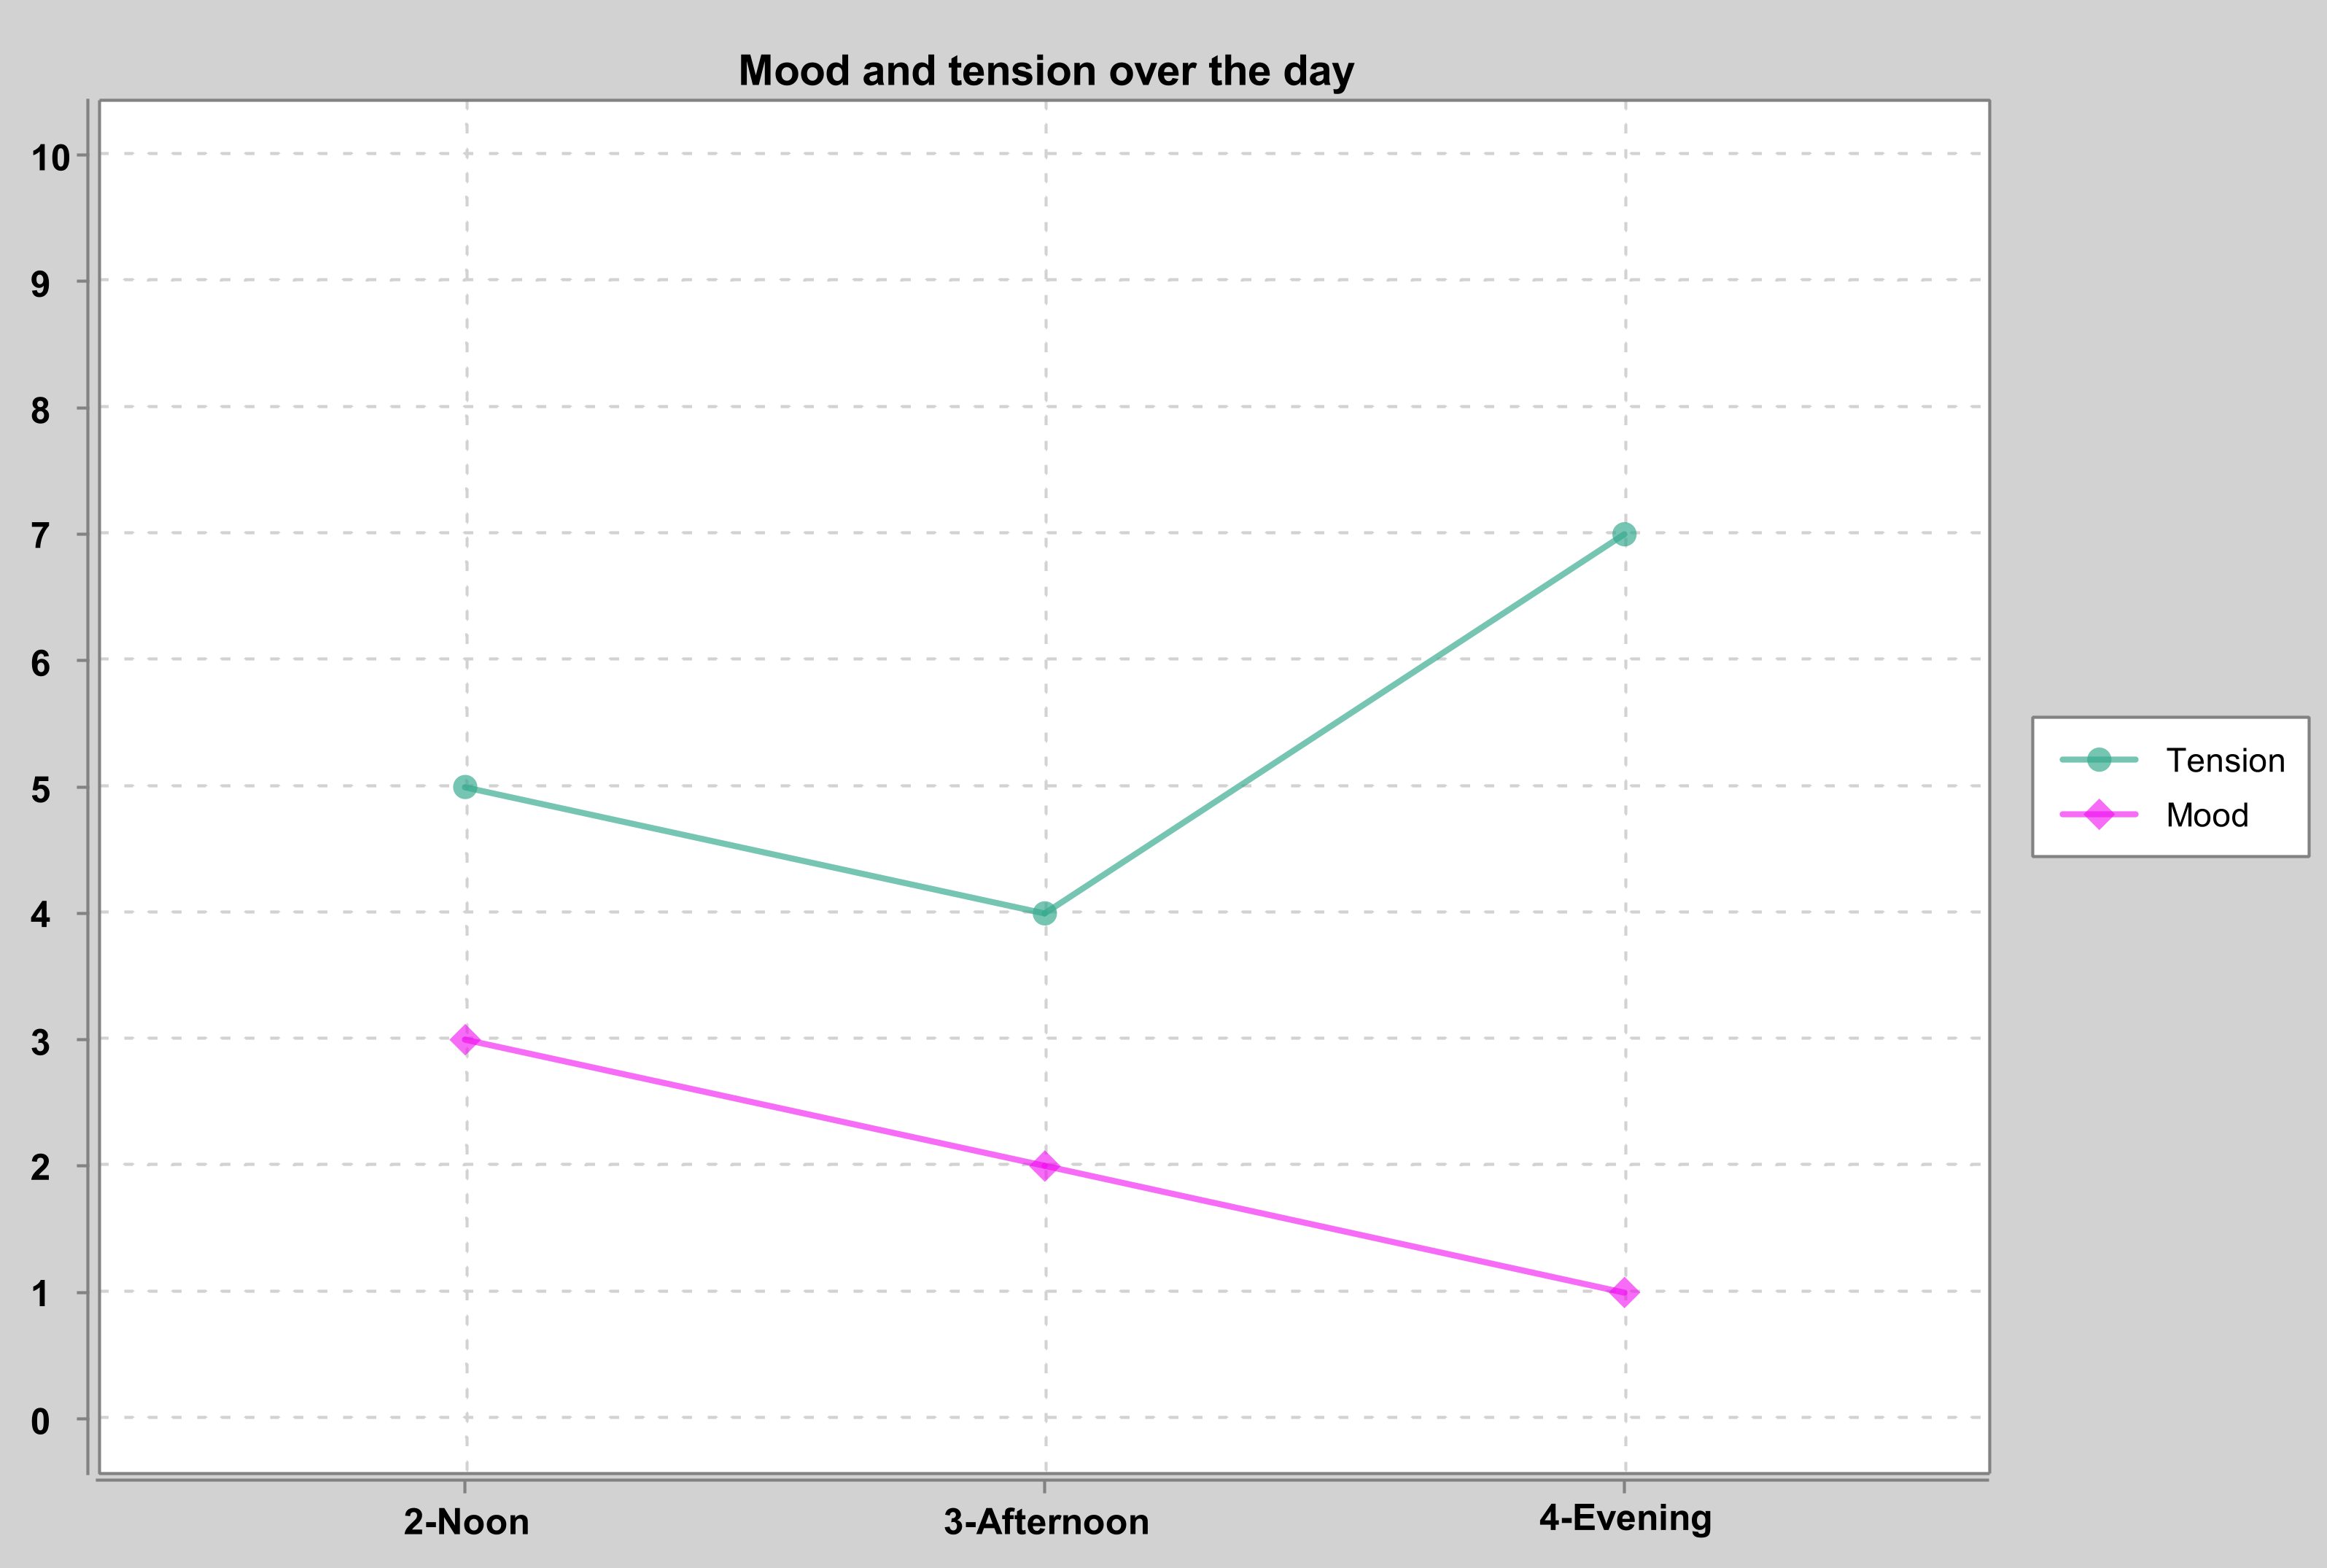 Mood and tension over the day
10
9
8
7
6
5
4
3
2
1
0
2-Noon
3-Afternoon
4-Evening
Tension
Mood